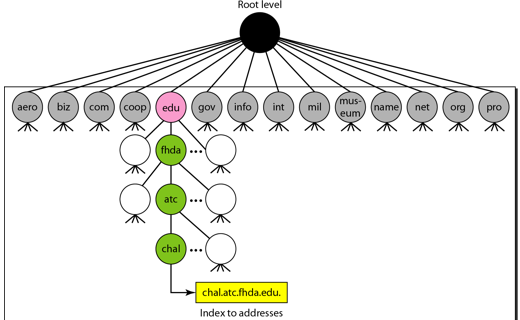 Root level
aero biz com coop edu gov info int mil mus-
eum name net org pro
fhda ...
atc ...
chal ...
chal.atc.fhda.edu.
Index to addresses